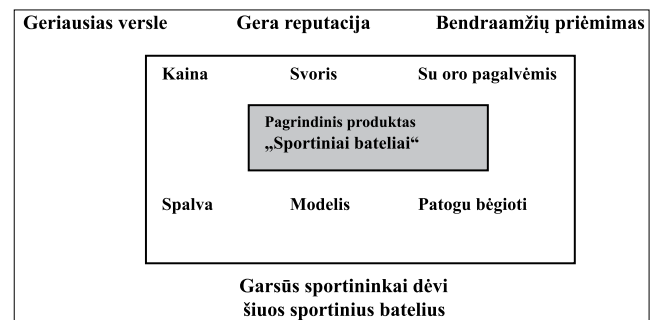 Geriausias versle Gera reputacija Bendraamžių priėmimas
Kaina Svoris Su oro pagalvėmis
Pagrindinis produktas
„Sportiniai bateliai“
Spalva Modelis Patogu bėgioti
Garsūs sportininkai dėvi
šiuos sportinius batelius